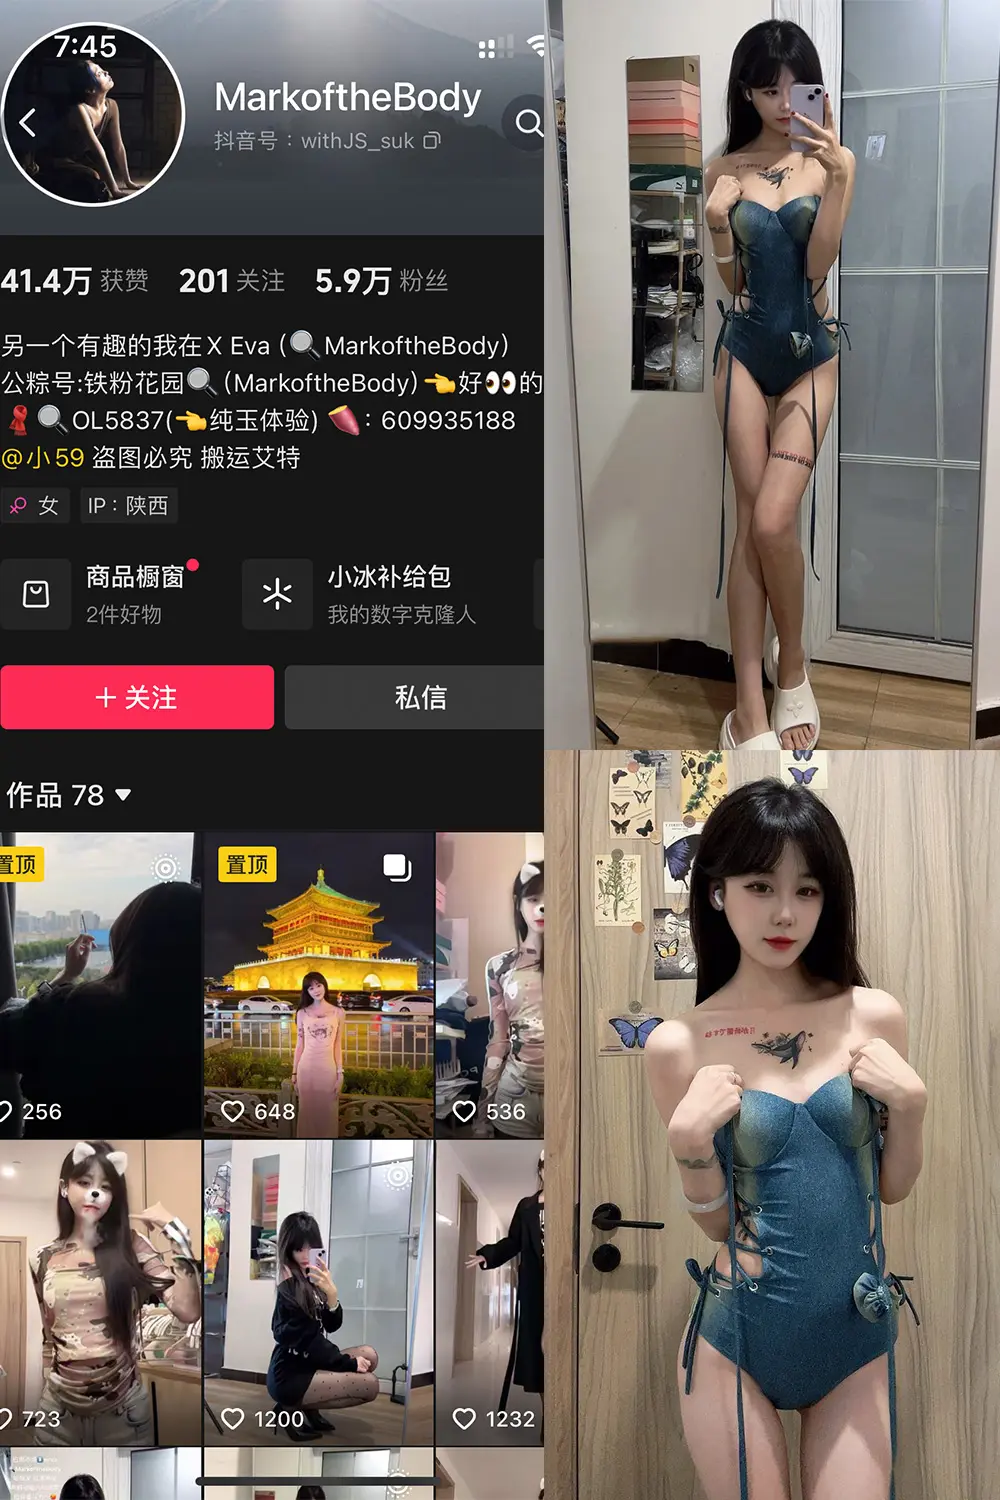 7:45
MarkoftheBody
抖音号：withJS_suk
41.4万 获赞 201 关注 5.9万 粉丝
另一个有趣的我在X Eva (🔍MarkoftheBody)
公粽号:铁粉花园🔍(MarkoftheBody)👈好👀的
🧣🔍OL5837(👈纯玉体验) 🍠: 609935188
@小59 盗图必究 搬运艾特
女
IP：陕西
商品橱窗
2件好物
小冰补给包
我的数字克隆人
+ 关注
私信
作品 78
置顶
置顶
256
648
536
723
1200
1232